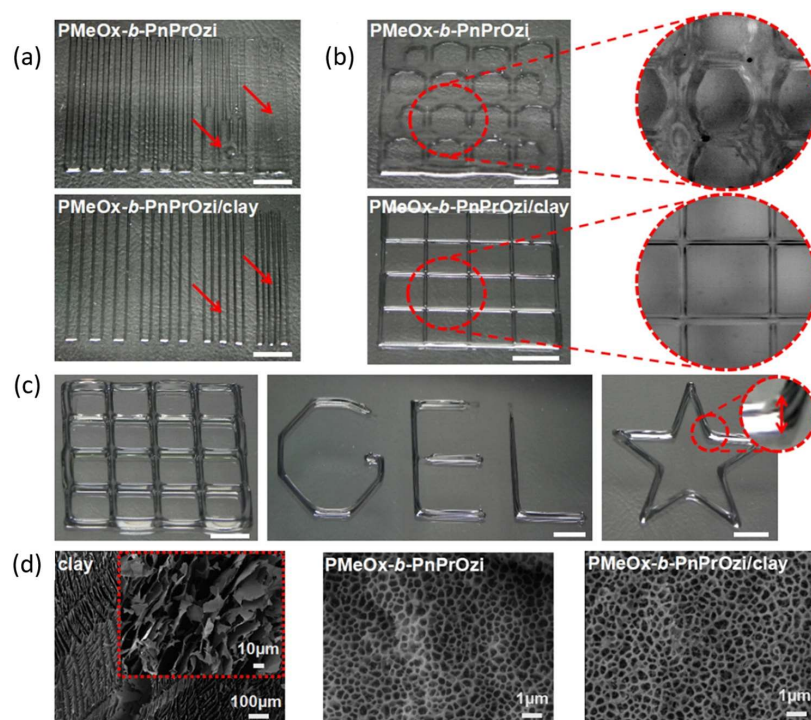 (a)
PMeOx-b-PnPrOzi
PMeOx-b-PnPrOzi/clay
(b)
PMeOx-b-PnPrOzi
PMeOx-b-PnPrOzi/clay
(c)
GEL
(d)
clay
10µm
100µm
PMeOx-b-PnPrOzi
1µm
PMeOx-b-PnPrOzi/clay
1µm